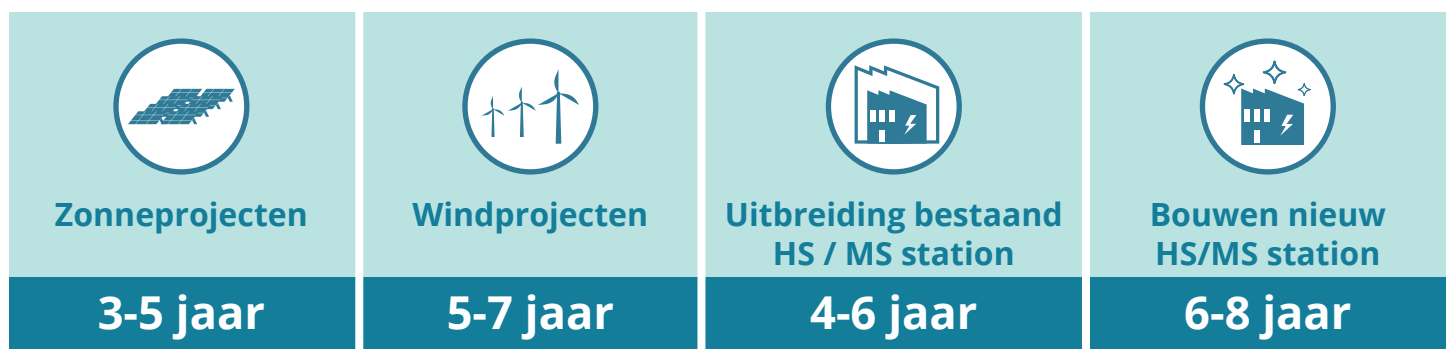 Zonneprojecten
3-5 jaar
Windprojecten
5-7 jaar
Uitbreiding bestaand
HS / MS station
4-6 jaar
Bouwen nieuw
HS/MS station
6-8 jaar